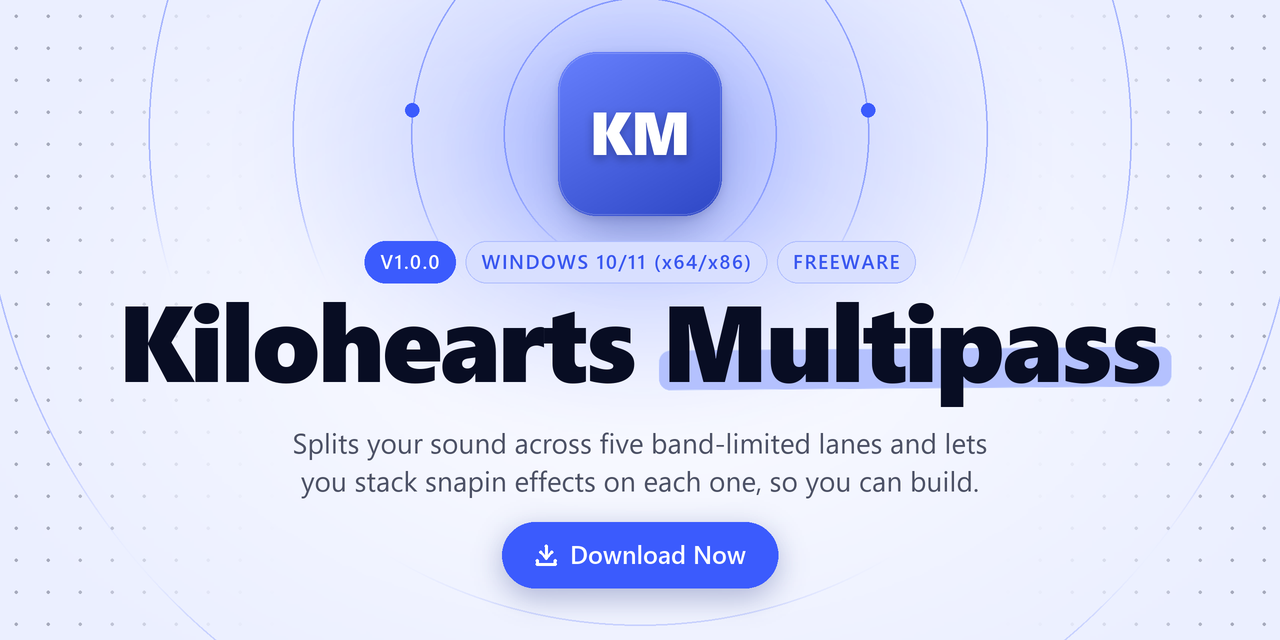 KM
V1.0.0 WINDOWS 10/11 (x64/x86) FREEWARE
Kilohearts Multipass
Splits your sound across five band-limited lanes and lets
you stack snapin effects on each one, so you can build.
Download Now